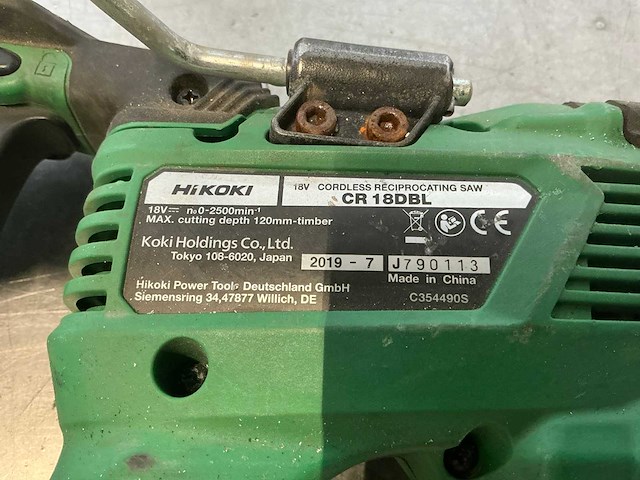 HiKOKI
18V CORDLESS RECIPROCATING SAW
CR 18DBL
18V⎓ n₀0-2500min⁻¹
MAX. cutting depth 120mm-timber
Koki Holdings Co., Ltd.
Tokyo 108-6020, Japan
2019 - 7 J790113
Made in China
Hikoki Power Tools Deutschland GmbH
Siemensring 34,47877 Willich, DE
C354490S
CE